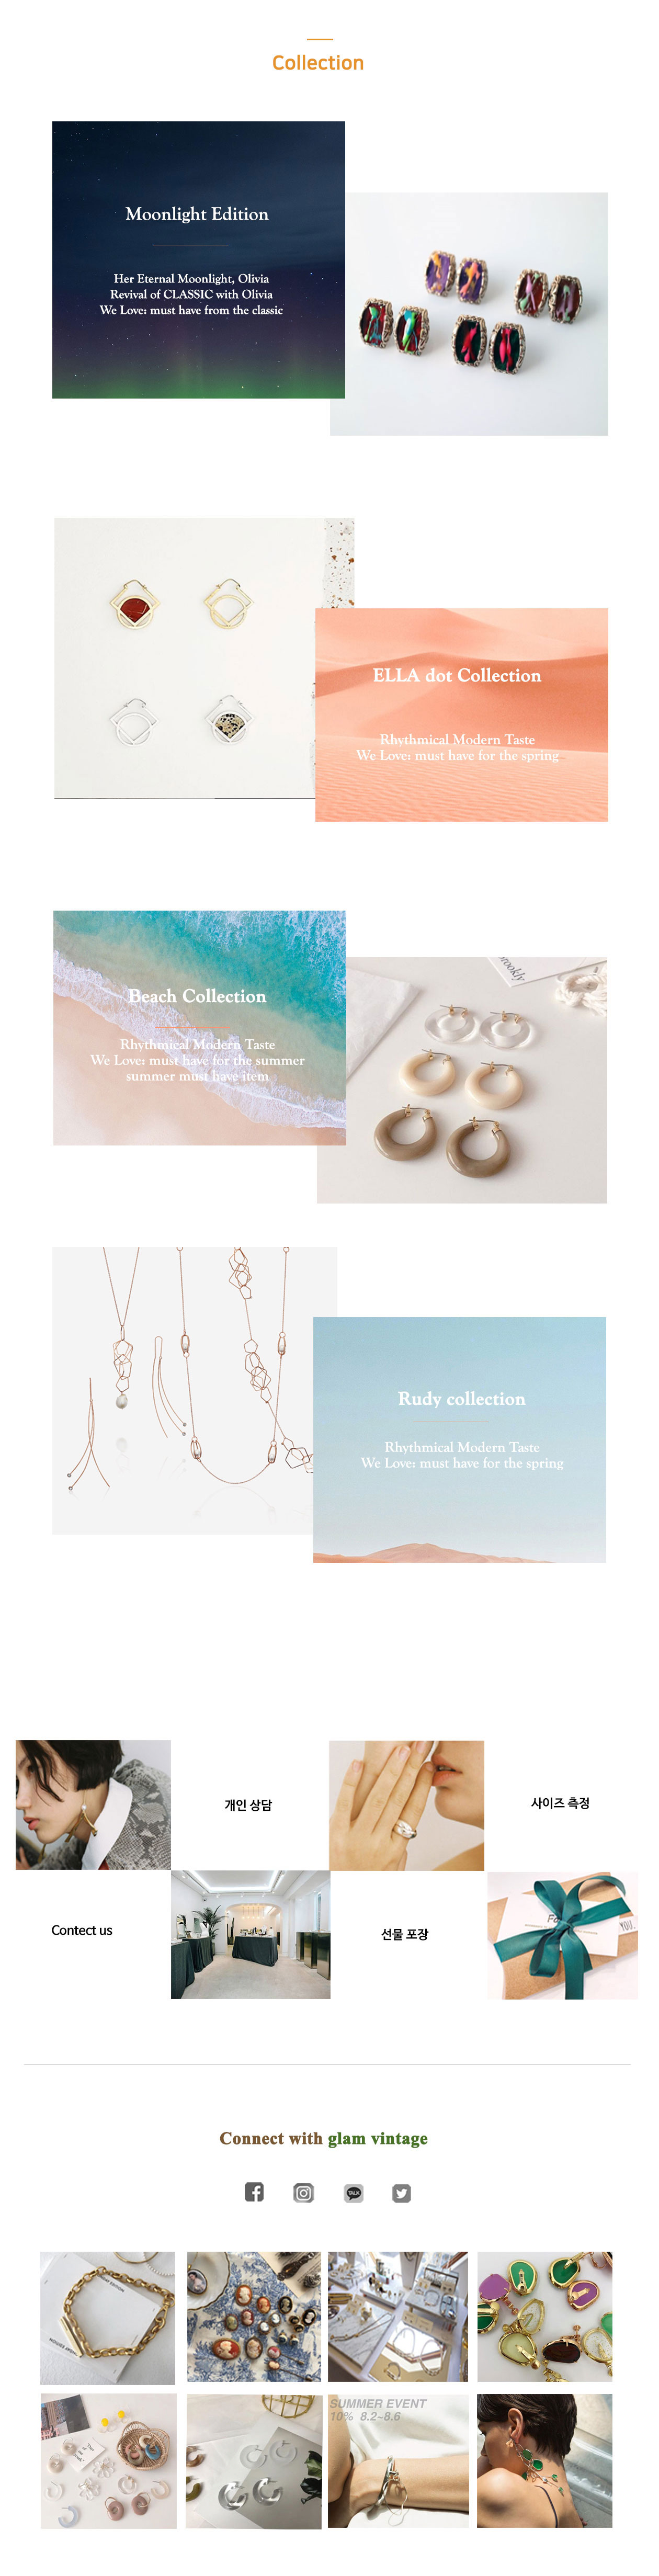 Collection
Moonlight Edition
Her Eternal Moonlight, Olivia
Revival of CLASSIC with Olivia
We Love: must have from the classic
ELLA dot Collection
Rhythmical Modern Taste
We Love: must have for the spring
Beach Collection
Rhythmical Modern Taste
We Love: must have for the summer
summer must have item
Rudy collection
Rhythmical Modern Taste
We Love: must have for the spring
개인 상담
사이즈 측정
Contect us
선물 포장
YOU.
Connect with glam vintage
TALK
SUMMER EVENT
10% 8.2~8.6